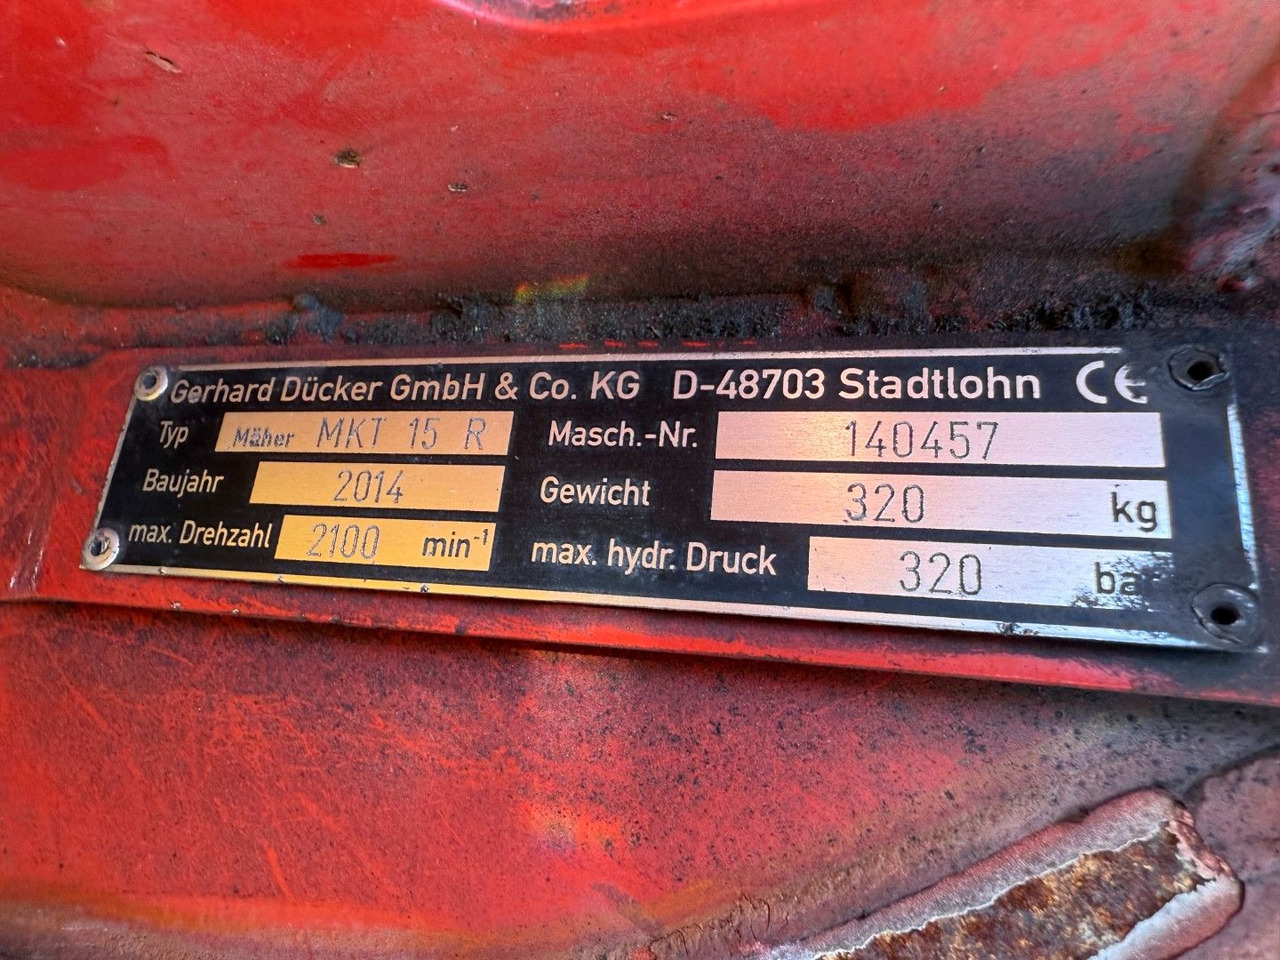 Gerhard Dücker GmbH & Co. KG D-48703 Stadtlohn CE
Typ Mäher MKT 15 R Masch.-Nr. 140457
Baujahr 2014 Gewicht 320 kg
max. Drehzahl 2100 min⁻¹ max. hydr. Druck 320 ba